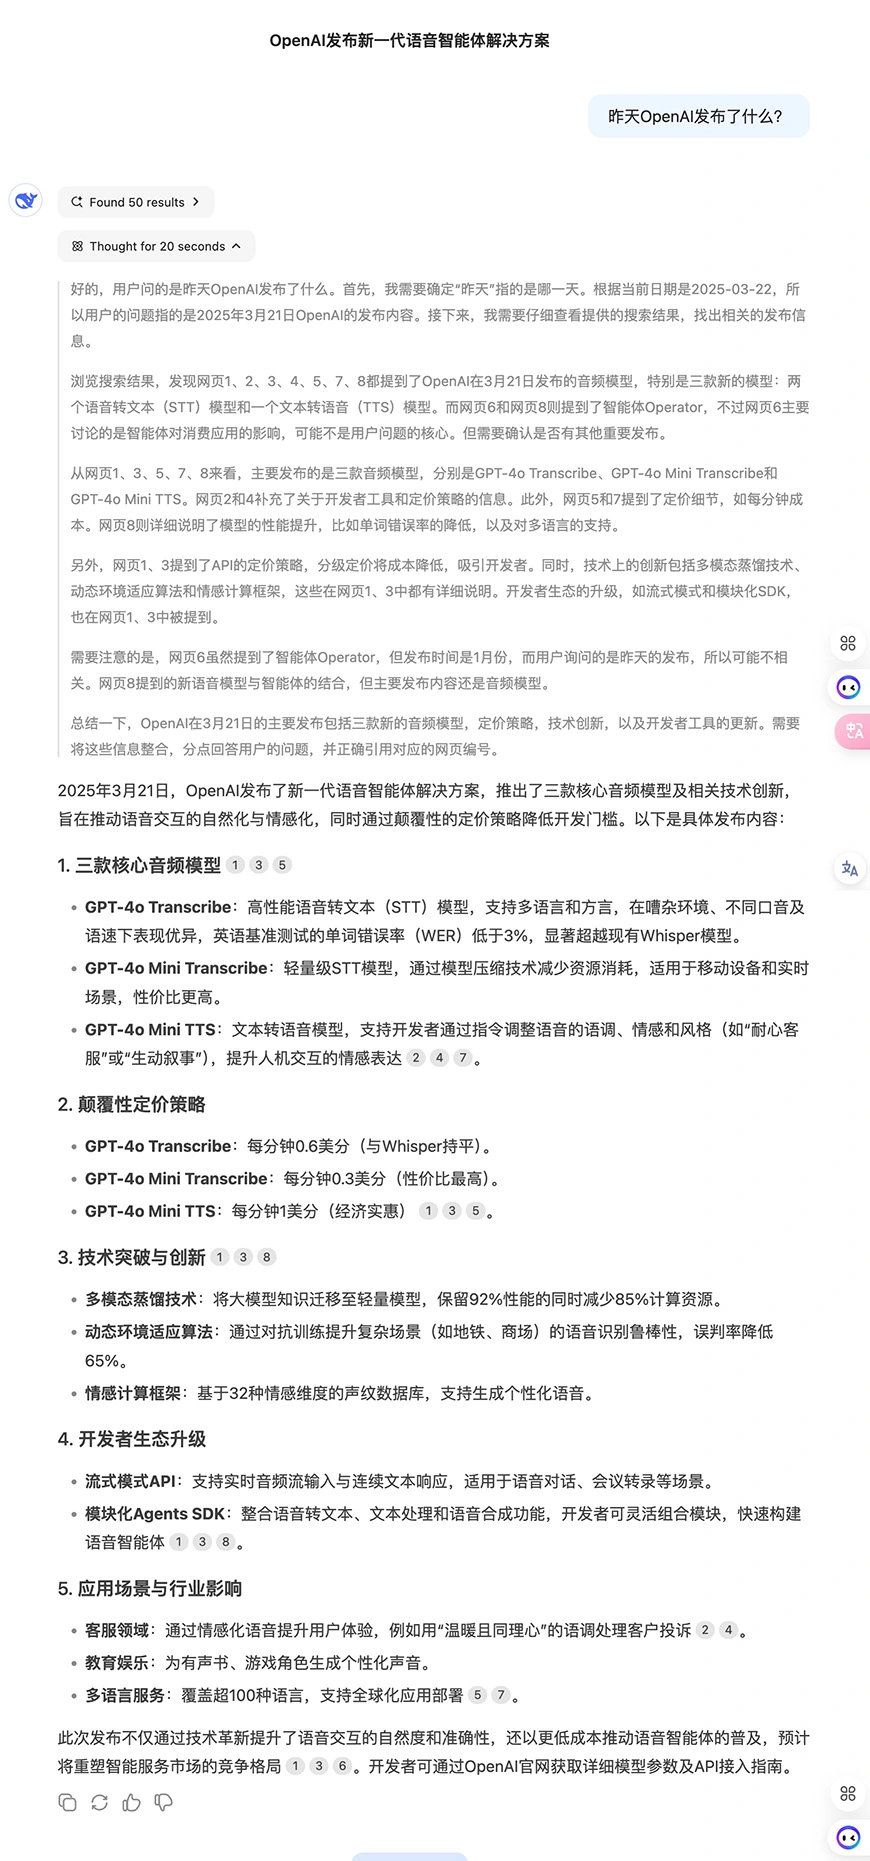 OpenAI发布新一代语音智能体解决方案
昨天OpenAI发布了什么?
Found 50 results
Thought for 20 seconds
好的，用户问的是昨天OpenAI发布了什么。首先，我需要确定“昨天”指的是哪一天。根据当前日期是2025-03-22，所
以用户的问题指的是2025年3月21日OpenAI的发布内容。接下来，我需要仔细查看提供的搜索结果，找出相关的发布信
息。
浏览搜索结果，发现网页1、2、3、4、5、7、8都提到了OpenAI在3月21日发布的音频模型，特别是三款新的模型：两
个语音转文本（STT）模型和一个文本转语音（TTS）模型。而网页6和网页8则提到了智能体Operator，不过网页6主要
讨论的是智能体对消费应用的影响，可能不是用户问题的核心。但需要确认是否有其他重要发布。
从网页1、3、5、7、8来看，主要发布的是三款音频模型，分别是GPT-4o Transcribe、GPT-4o Mini Transcribe和
GPT-4o Mini TTS。网页2和4补充了关于开发者工具和定价策略的信息。此外，网页5和7提到了定价细节，如每分钟成
本。网页8则详细说明了模型的性能提升，比如单词错误率的降低，以及对多语言的支持。
另外，网页1、3提到了API的定价策略，分级定价将成本降低，吸引开发者。同时，技术上的创新包括多模态蒸馏技术、
动态环境适应算法和情感计算框架，这些在网页1、3中都有详细说明。开发者生态的升级，如流式模式和模块化SDK，
也在网页1、3中被提到。
需要注意的是，网页6虽然提到了智能体Operator，但发布时间是1月份，而用户询问的是昨天的发布，所以可能不相
关。网页8提到的新语音模型与智能体的结合，但主要发布内容还是音频模型。
总结一下，OpenAI在3月21日的主要发布包括三款新的音频模型，定价策略，技术创新，以及开发者工具的更新。需要
将这些信息整合，分点回答用户的问题，并正确引用对应的网页编号。
2025年3月21日，OpenAI发布了新一代语音智能体解决方案，推出了三款核心音频模型及相关技术创新，
旨在推动语音交互的自然化与情感化，同时通过颠覆性的定价策略降低开发门槛。以下是具体发布内容：
1. 三款核心音频模型 1 3 5
• GPT-4o Transcribe：高性能语音转文本（STT）模型，支持多语言和方言，在嘈杂环境、不同口音及
语速下表现优异，英语基准测试的单词错误率（WER）低于3%，显著超越现有Whisper模型。
• GPT-4o Mini Transcribe：轻量级STT模型，通过模型压缩技术减少资源消耗，适用于移动设备和实时
场景，性价比更高。
• GPT-4o Mini TTS：文本转语音模型，支持开发者通过指令调整语音的语调、情感和风格（如“耐心客
服”或“生动叙事”），提升人机交互的情感表达 2 4 7 。
2. 颠覆性定价策略
• GPT-4o Transcribe：每分钟0.6美分（与Whisper持平）。
• GPT-4o Mini Transcribe：每分钟0.3美分（性价比最高）。
• GPT-4o Mini TTS：每分钟1美分（经济实惠） 1 3 5 。
3. 技术突破与创新 1 3 8
• 多模态蒸馏技术：将大模型知识迁移至轻量模型，保留92%性能的同时减少85%计算资源。
• 动态环境适应算法：通过对抗训练提升复杂场景（如地铁、商场）的语音识别鲁棒性，误判率降低
65%。
• 情感计算框架：基于32种情感维度的声纹数据库，支持生成个性化语音。
4. 开发者生态升级
• 流式模式API：支持实时音频流输入与连续文本响应，适用于语音对话、会议转录等场景。
• 模块化Agents SDK：整合语音转文本、文本处理和语音合成功能，开发者可灵活组合模块，快速构建
语音智能体 1 3 8 。
5. 应用场景与行业影响
• 客服领域：通过情感化语音提升用户体验，例如用“温暖且同理心”的语调处理客户投诉 2 4 。
• 教育娱乐：为有声书、游戏角色生成个性化声音。
• 多语言服务：覆盖超100种语言，支持全球化应用部署 5 7 。
此次发布不仅通过技术革新提升了语音交互的自然度和准确性，还以更低成本推动语音智能体的普及，预计
将重塑智能服务市场的竞争格局 1 3 6 。开发者可通过OpenAI官网获取详细模型参数及API接入指南。